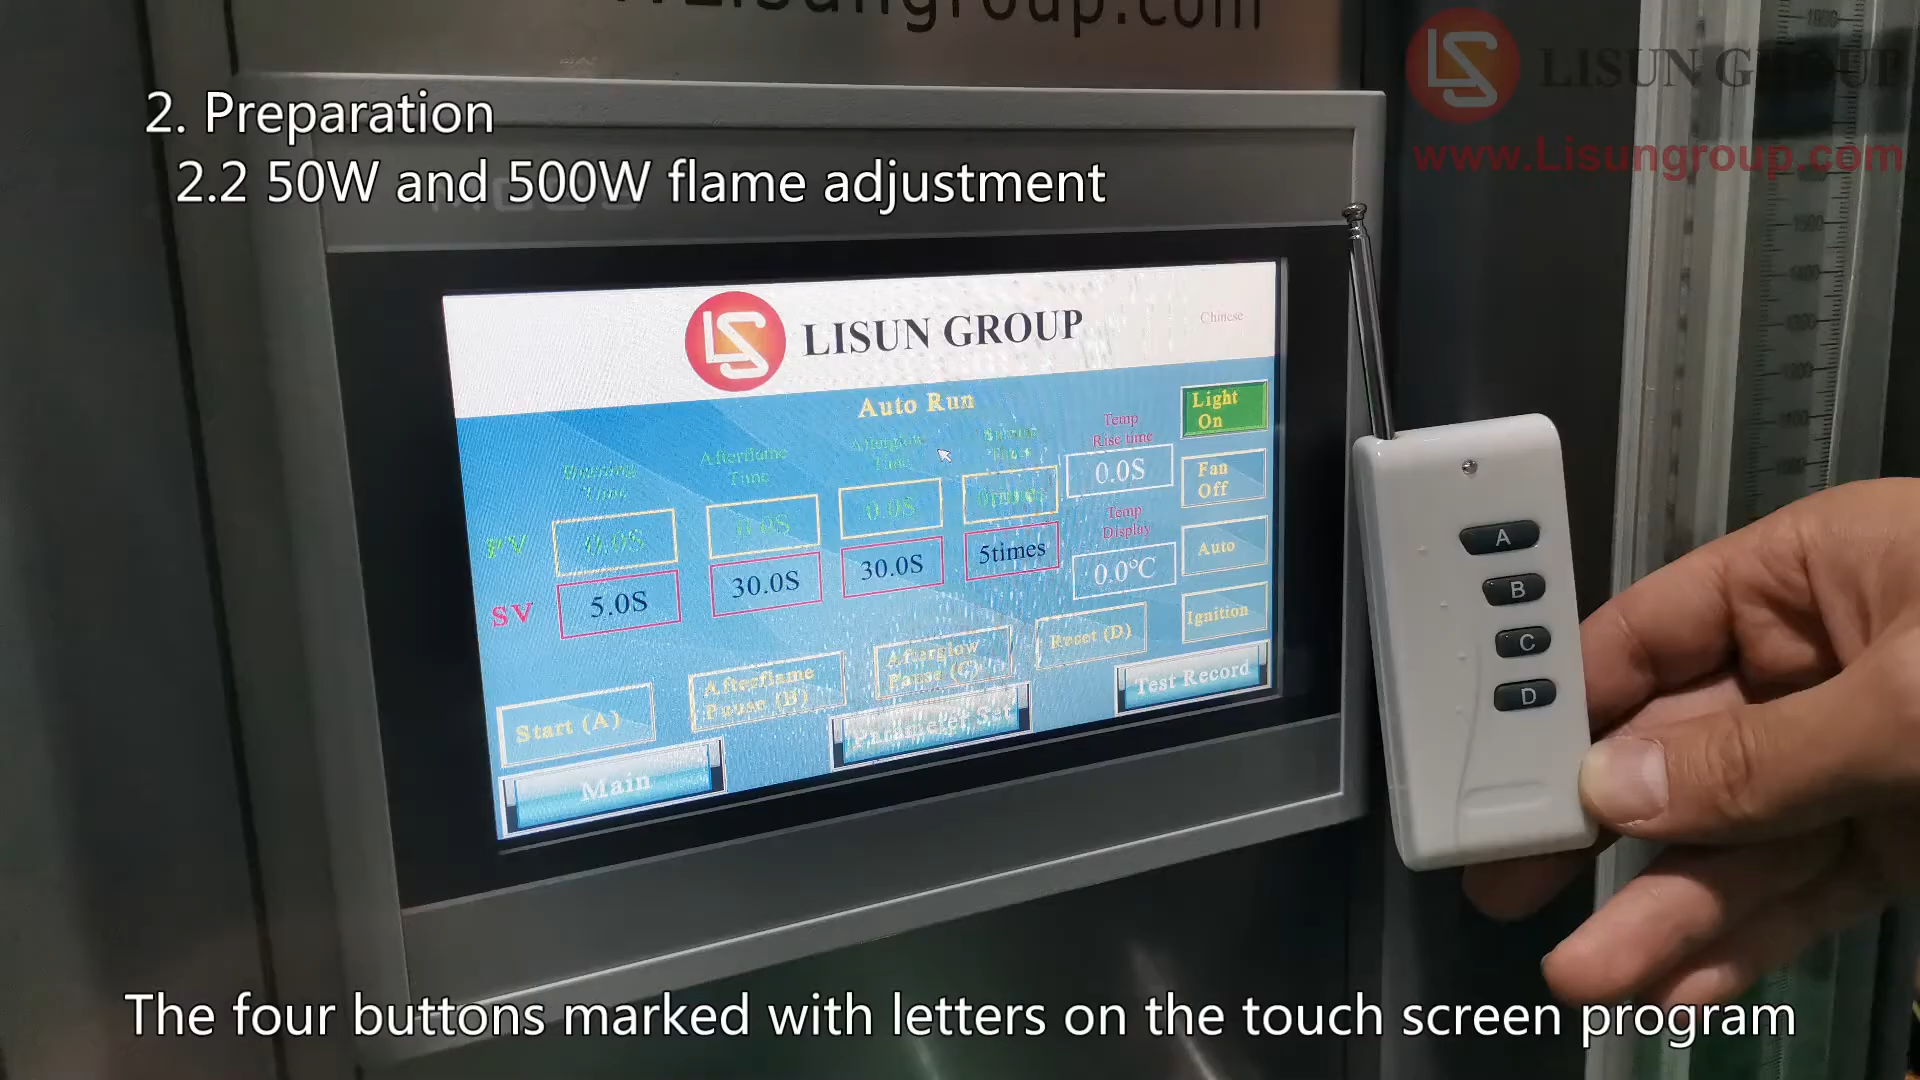 Lisungroup.com
LISUN GROUP
www.Lisungroup.com
2. Preparation
2.2 50W and 500W flame adjustment
LS
LISUN GROUP
Chinese
Auto Run
Light
On
Temp
Rise time
0.0S
Afterflame
Time
Afterglow
Time
Burning
Time
Fan
Off
PV
0.0S
0.0S
0.0S
Temp
Display
0.0°C
Auto
SV
5.0S
30.0S
30.0S
5times
Ignition
Start (A)
Afterflame
Pause (B)
Afterglow
Pause (C)
Reset (D)
Main
Parameter Set
Test Record
A
B
C
D
The four buttons marked with letters on the touch screen program